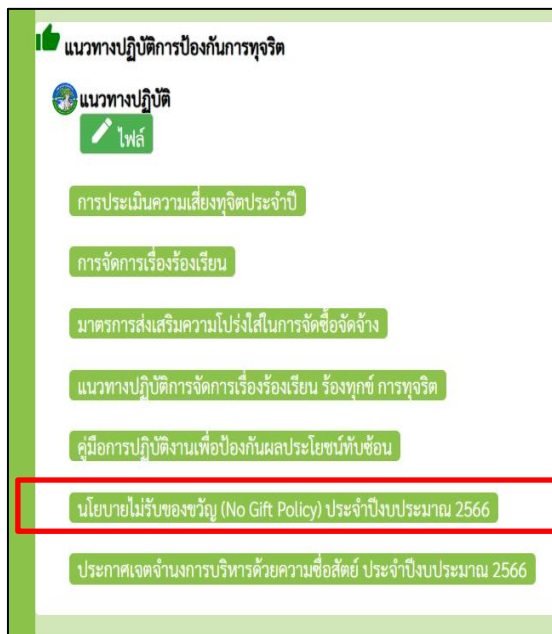 แนวทางปฏิบัติการป้องกันการทุจริต
แนวทางปฏิบัติ
ไฟล์
การประเมินความเสี่ยงทุจิตประจำปี
การจัดการเรื่องร้องเรียน
มาตรการส่งเสริมความโปร่งใสในการจัดซื้อจัดจ้าง
แนวทางปฏิบัติการจัดการเรื่องร้องเรียน ร้องทุกข์ การทุจริต
คู่มือการปฏิบัติงานเพื่อป้องกันผลประโยชน์ทับซ้อน
นโยบายไม่รับของขวัญ (No Gift Policy) ประจำปีงบประมาณ 2566
ประกาศเจตจำนงการบริหารด้วยความซื่อสัตย์ ประจำปีงบประมาณ 2566